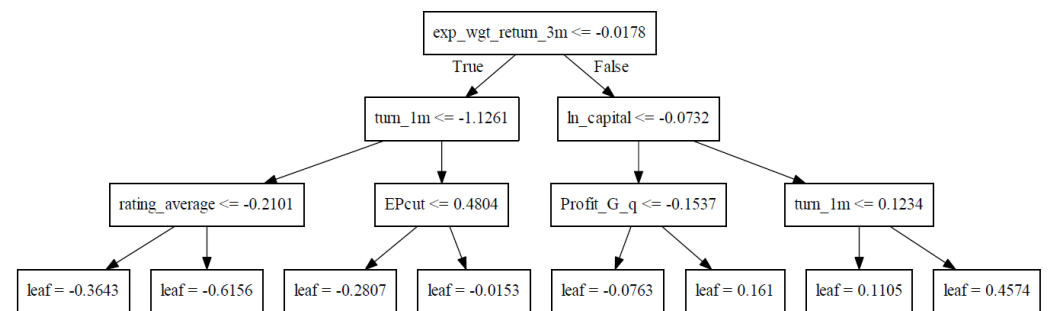 exp_wgt_return_3m <= -0.0178
True
False
turn_1m <= -1.1261
ln_capital <= -0.0732
rating_average <= -0.2101
EPcut <= 0.4804
Profit_G_q <= -0.1537
turn_1m <= 0.1234
leaf = -0.3643
leaf = -0.6156
leaf = -0.2807
leaf = -0.0153
leaf = -0.0763
leaf = 0.161
leaf = 0.1105
leaf = 0.4574